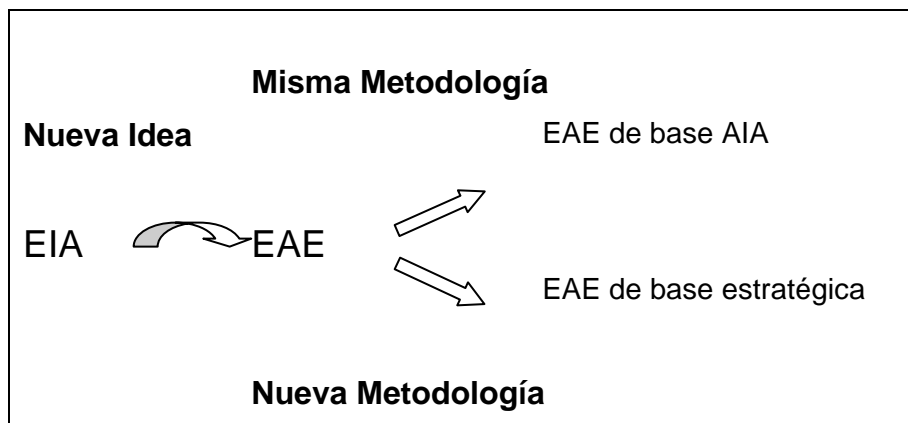 Misma Metodología
Nueva Idea
EAE de base AIA
EIA
EAE
EAE de base estratégica
Nueva Metodología